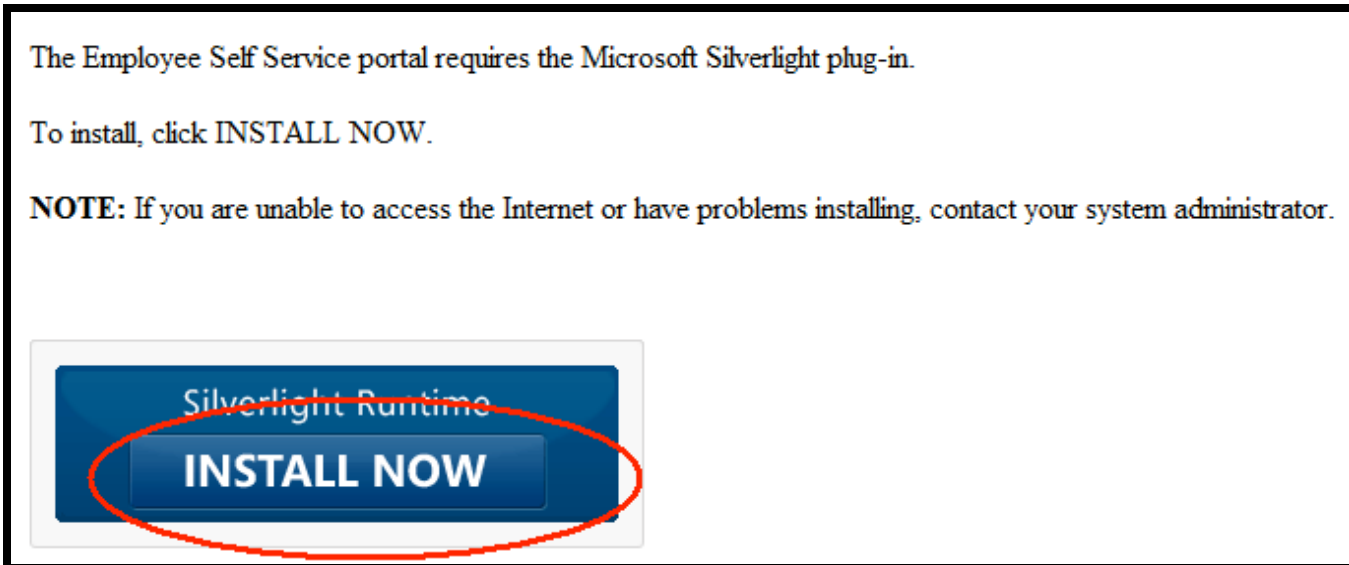 The Employee Self Service portal requires the Microsoft Silverlight plug-in.
To install, click INSTALL NOW.
NOTE: If you are unable to access the Internet or have problems installing, contact your system administrator.
Silverlight Runtime
INSTALL NOW